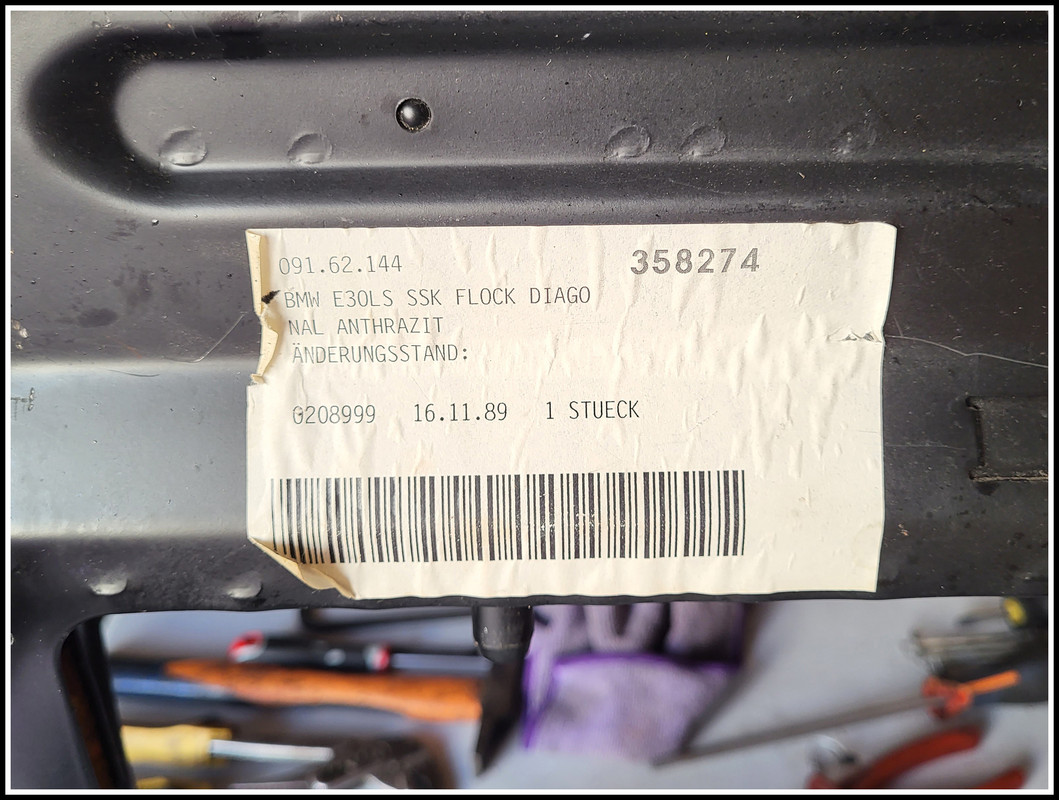 091.62.144 358274
BMW E30LS SSK FLOCK DIAGO
NAL ANTHRAZIT
ÄNDERUNGSSTAND:
0208999 16.11.89 1 STUECK